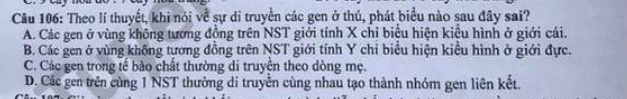 Câu 106: Theo lí thuyết, khi nói về sự di truyền các gen ở thú, phát biểu nào sau đây sai?
A. Các gen ở vùng không tương đồng trên NST giới tính X chỉ biểu hiện kiểu hình ở giới cái.
B. Các gen ở vùng không tương đồng trên NST giới tính Y chỉ biểu hiện kiểu hình ở giới đực.
C. Các gen trong tế bào chất thường di truyền theo dòng mẹ.
D. Các gen trên cùng 1 NST thường di truyền cùng nhau tạo thành nhóm gen liên kết.